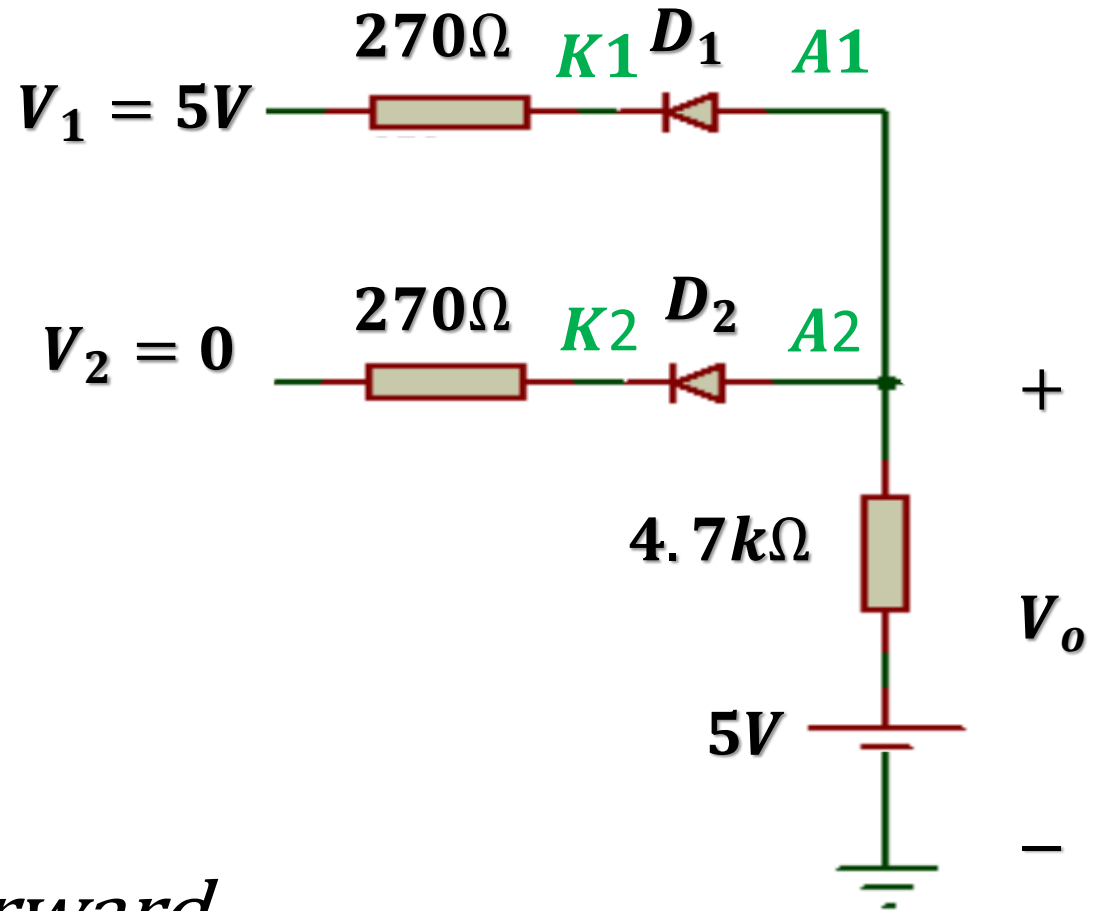 270Ω K1 D₁ A1
V₁ = 5V
270Ω K2 D₂ A2
V₂ = 0
+
4.7kΩ
Vₒ
5V
−